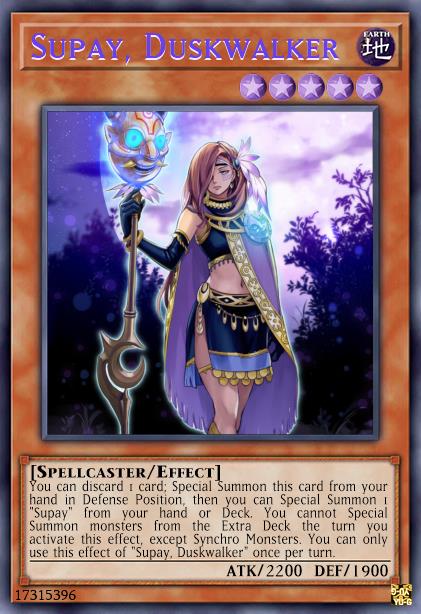 Supay, Duskwalker
EARTH
地
[Spellcaster/Effect]
You can discard 1 card; Special Summon this card from your
hand in Defense Position, then you can Special Summon 1
"Supay" from your hand or Deck. You cannot Special
Summon monsters from the Extra Deck the turn you
activate this effect, except Synchro Monsters. You can only
use this effect of "Supay, Duskwalker" once per turn.
ATK/2200 DEF/1900
17315396